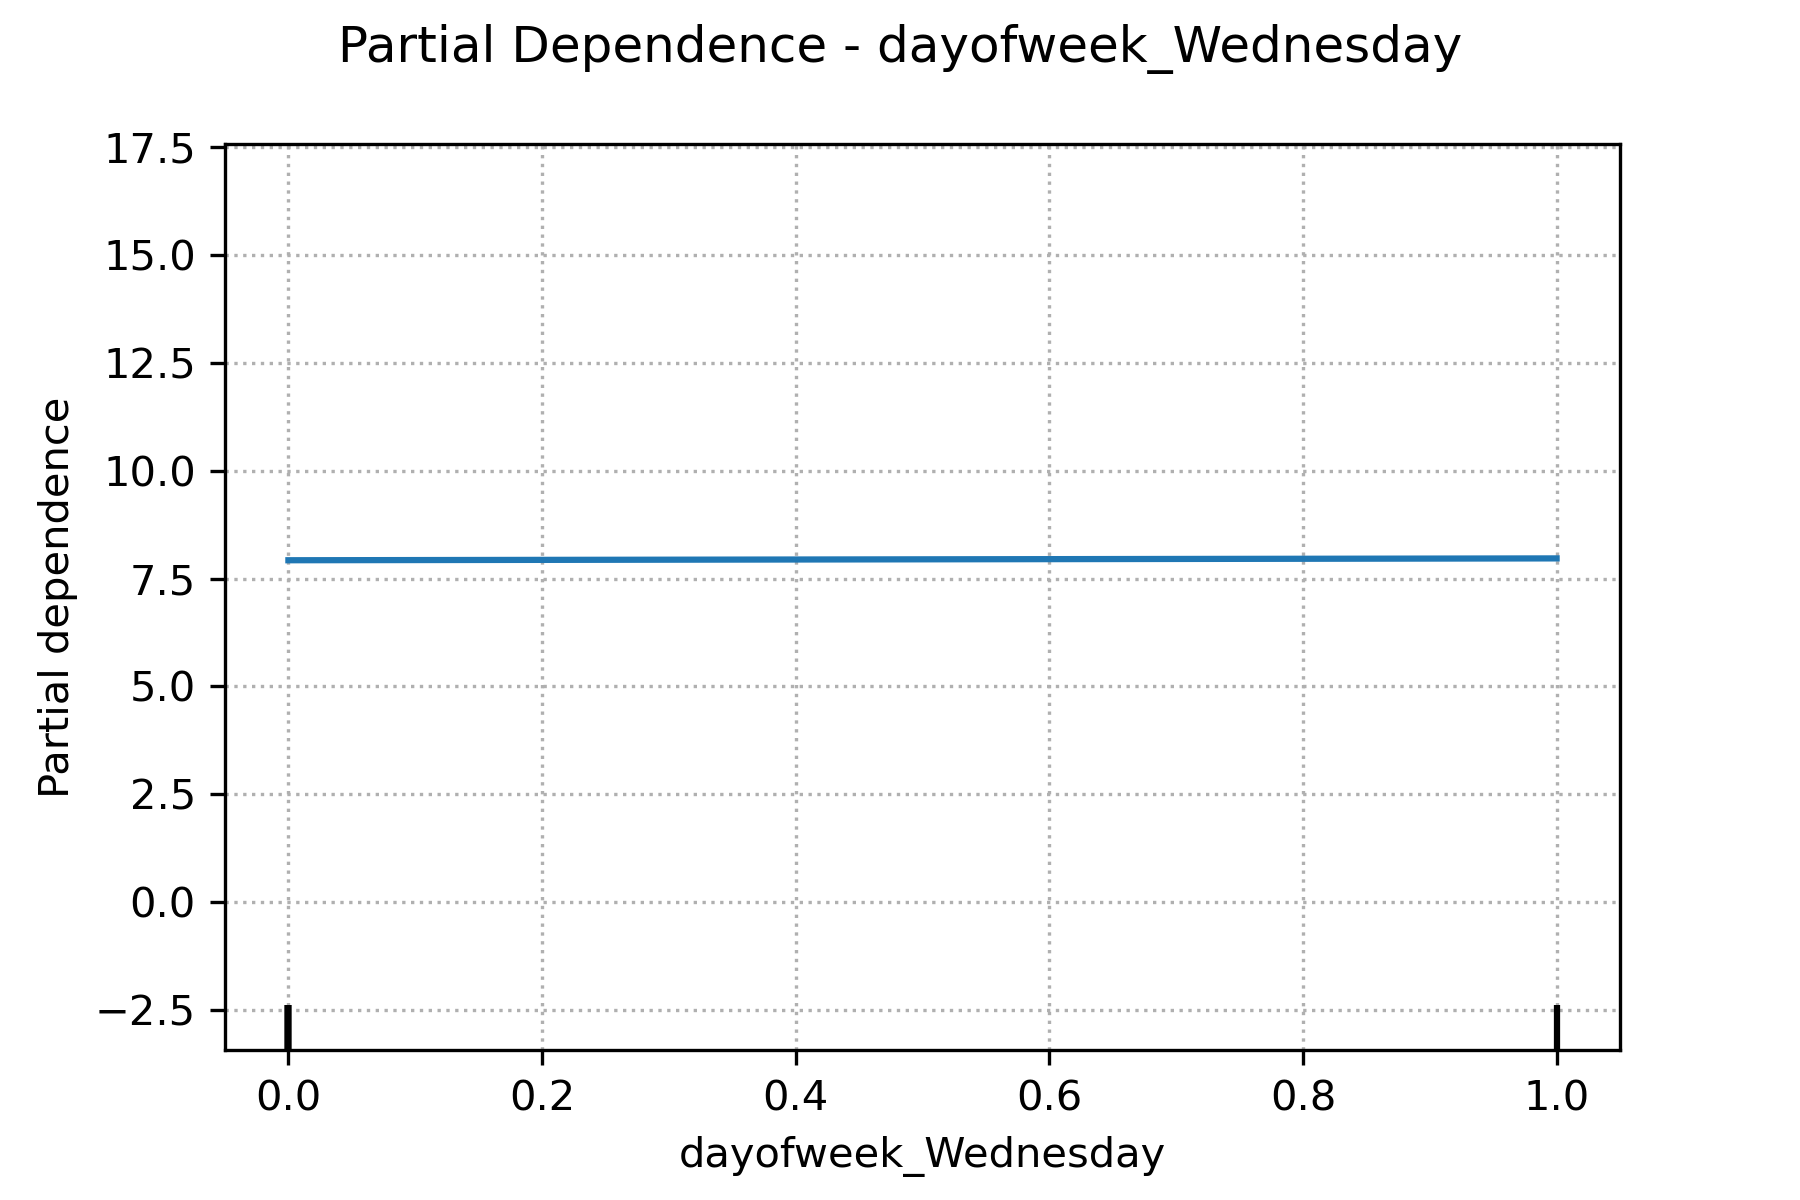 Partial Dependence - dayofweek_Wednesday
17.5
15.0
12.5
10.0
7.5
5.0
2.5
0.0
−2.5
Partial dependence
0.0 0.2 0.4 0.6 0.8 1.0
dayofweek_Wednesday